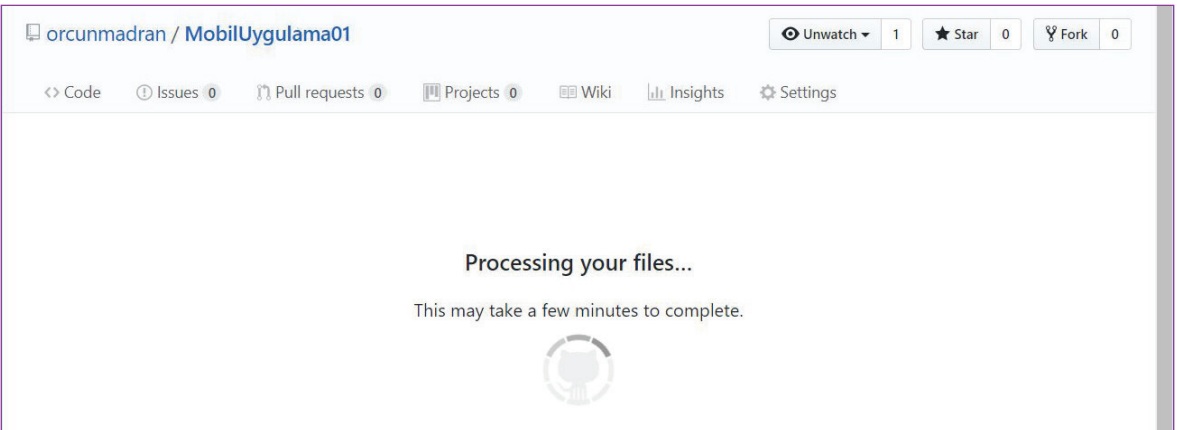 orcunmadran / MobilUygulama01
Unwatch 1 Star 0 Fork 0
<> Code Issues 0 Pull requests 0 Projects 0 Wiki Insights Settings
Processing your files...
This may take a few minutes to complete.